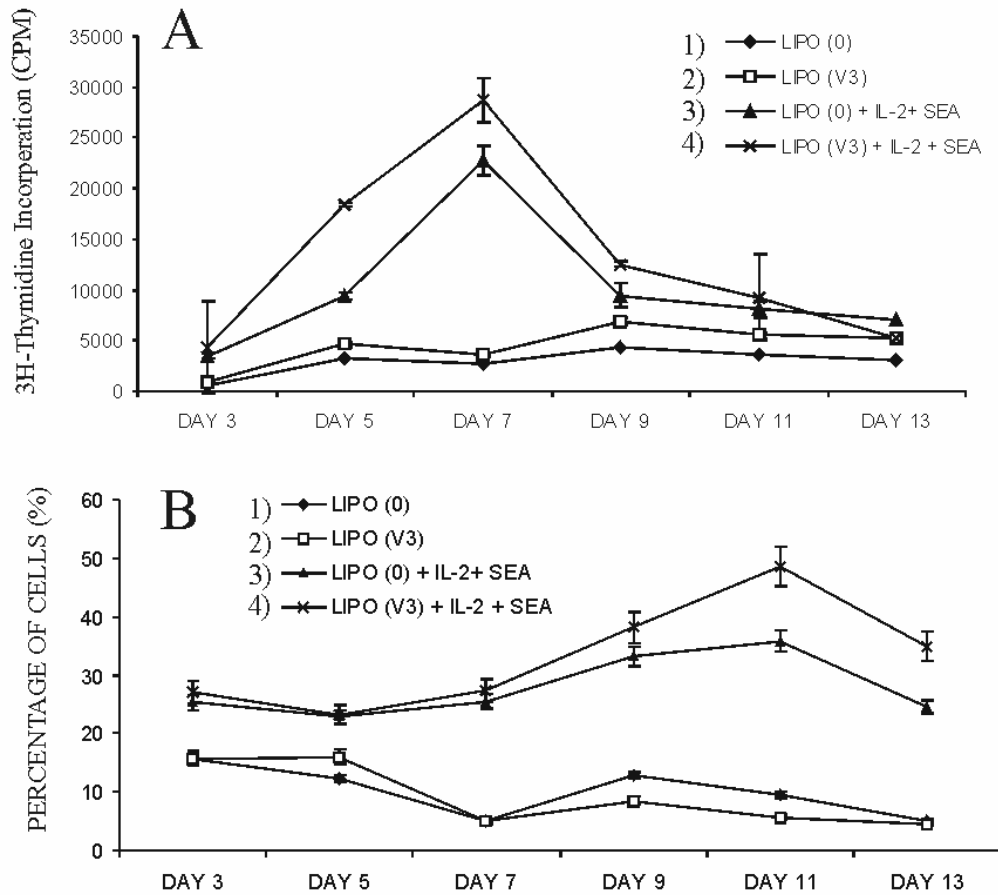 A
3H-Thymidine Incorperation (CPM)
35000
30000
25000
20000
15000
10000
5000
0
1) LIPO (0)
2) LIPO (V3)
3) LIPO (0) + IL-2+ SEA
4) LIPO (V3) + IL-2 + SEA
DAY 3 DAY 5 DAY 7 DAY 9 DAY 11 DAY 13
B
PERCENTAGE OF CELLS (%)
60
50
40
30
20
10
0
1) LIPO (0)
2) LIPO (V3)
3) LIPO (0) + IL-2+ SEA
4) LIPO (V3) + IL-2 + SEA
DAY 3 DAY 5 DAY 7 DAY 9 DAY 11 DAY 13